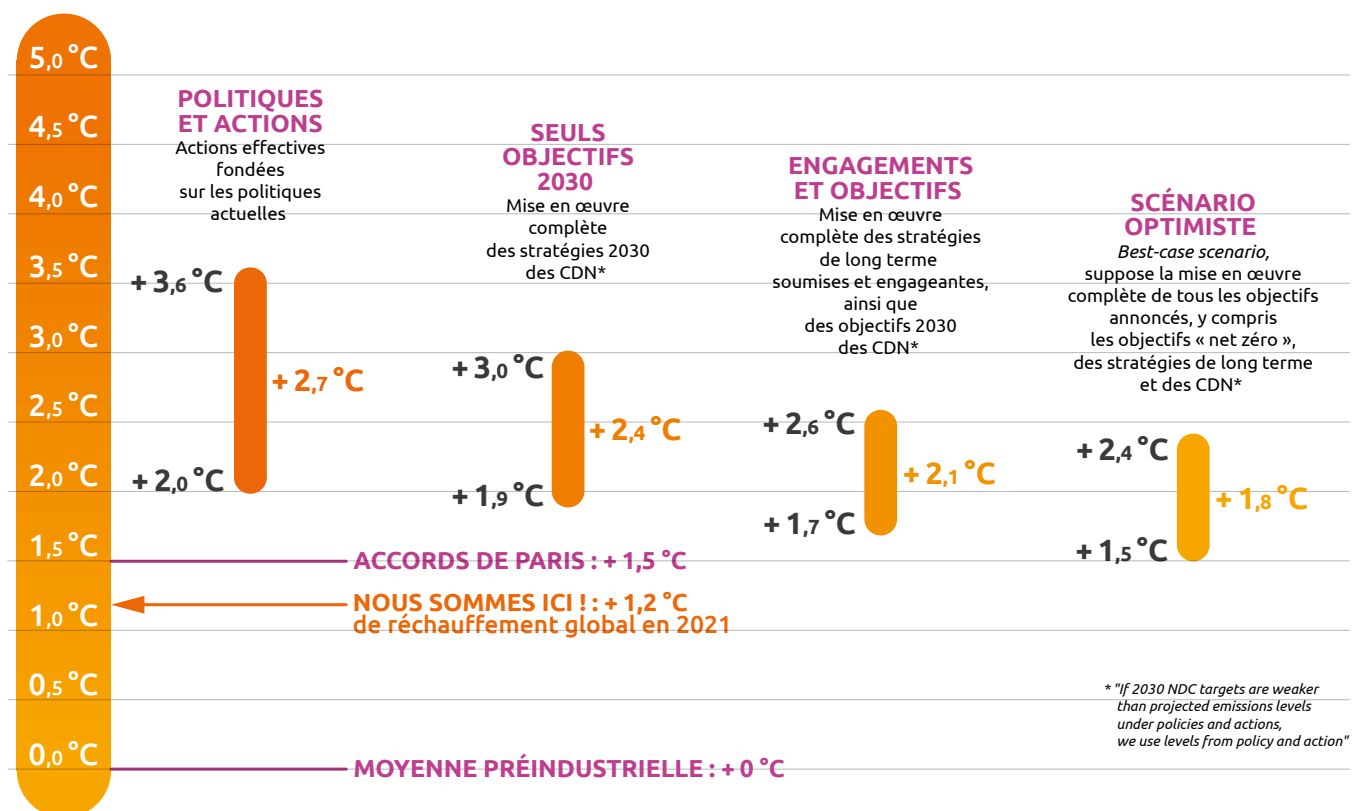 5,0 °C
4,5 °C
4,0 °C
3,5 °C
3,0 °C
2,5 °C
2,0 °C
1,5 °C
1,0 °C
0,5 °C
0,0 °C
POLITIQUES
ET ACTIONS
Actions effectives
fondées
sur les politiques
actuelles
+ 3,6 °C
+ 2,7 °C
+ 2,0 °C
SEULS
OBJECTIFS
2030
Mise en œuvre
complète
des stratégies 2030
des CDN*
+ 3,0 °C
+ 2,4 °C
+ 1,9 °C
ENGAGEMENTS
ET OBJECTIFS
Mise en œuvre
complète des stratégies
de long terme
soumises et engageantes,
ainsi que
des objectifs 2030
des CDN*
+ 2,6 °C
+ 2,1 °C
+ 1,7 °C
SCÉNARIO
OPTIMISTE
Best-case scenario,
suppose la mise en œuvre
complète de tous les objectifs
annoncés, y compris
les objectifs « net zéro »,
des stratégies de long terme
et des CDN*
+ 2,4 °C
+ 1,8 °C
+ 1,5 °C
ACCORDS DE PARIS : + 1,5 °C
NOUS SOMMES ICI ! : + 1,2 °C
de réchauffement global en 2021
MOYENNE PRÉINDUSTRIELLE : + 0 °C
* "If 2030 NDC targets are weaker
than projected emissions levels
under policies and actions,
we use levels from policy and action"